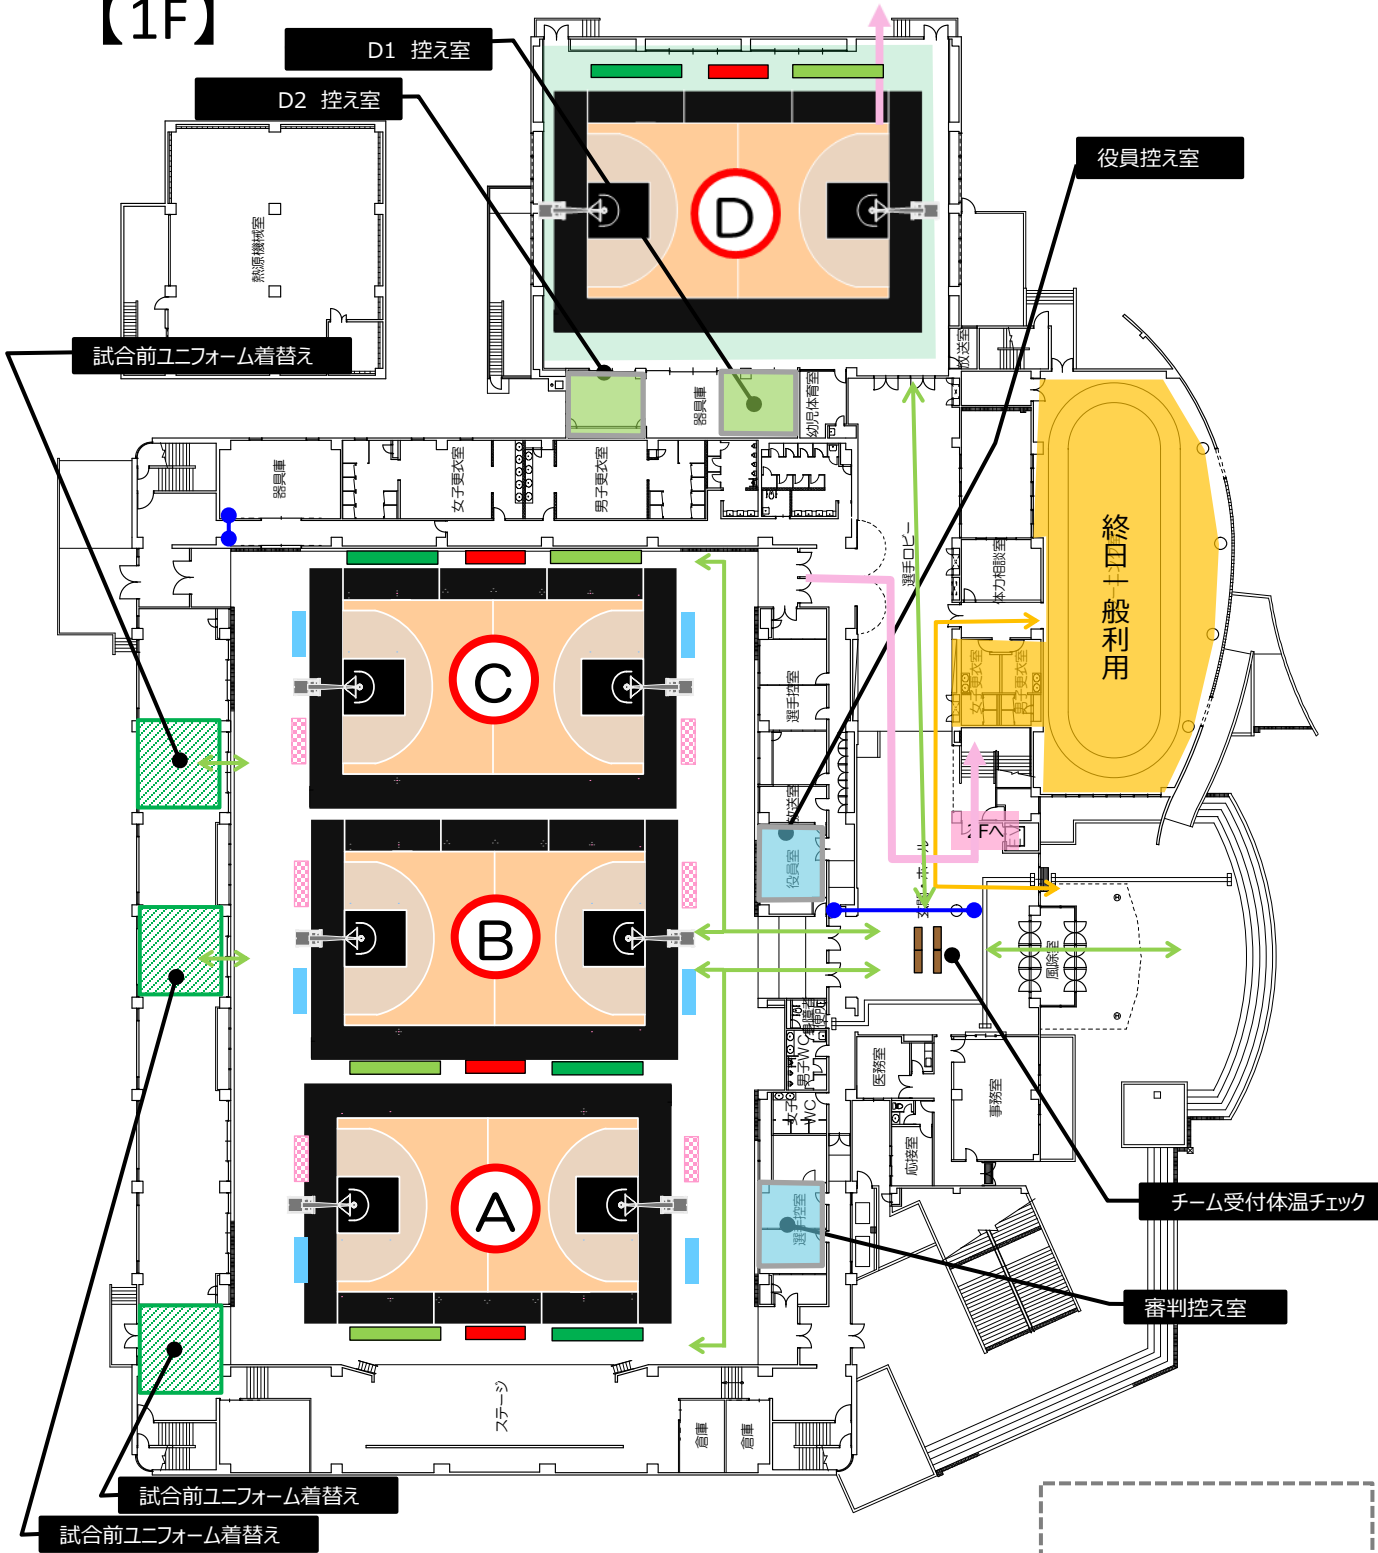 【1F】
D1 控え室
D2 控え室
役員控え室
D
熱源機械室
試合前ユニフォーム着替え
放送室
器具庫
幼児体育室
器具庫
女子更衣室
男子更衣室
選手ロビー
体力相談室
終日一般利用
C
選手控室
女子更衣室
男子更衣室
放送室
2Fへ
役員室
B
風除室
男子WC
医務室
女子
WC
事務室
応接室
A
選手控室
チーム受付体温チェック
審判控え室
ステージ
倉庫
倉庫
試合前ユニフォーム着替え
試合前ユニフォーム着替え